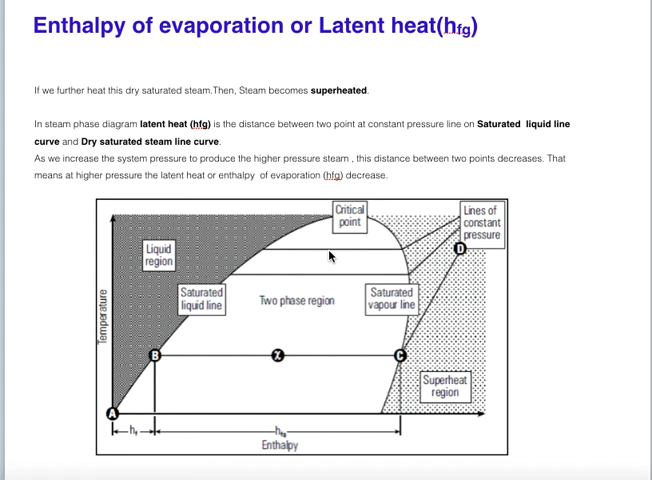 Enthalpy of evaporation or Latent heat(hfg)
If we further heat this dry saturated steam.Then, Steam becomes superheated.
In steam phase diagram latent heat (hfg) is the distance between two point at constant pressure line on Saturated liquid line
curve and Dry saturated steam line curve.
As we increase the system pressure to produce the higher pressure steam , this distance between two points decreases. That
means at higher pressure the latent heat or enthalpy of evaporation (hfg) decrease.
Critical
point
Lines of
constant
pressure
D
Liquid
region
Saturated
liquid line
Two phase region
Saturated
vapour line
Temperature
B
Z
C
Superheat
region
A
hf
hfg
Enthalpy